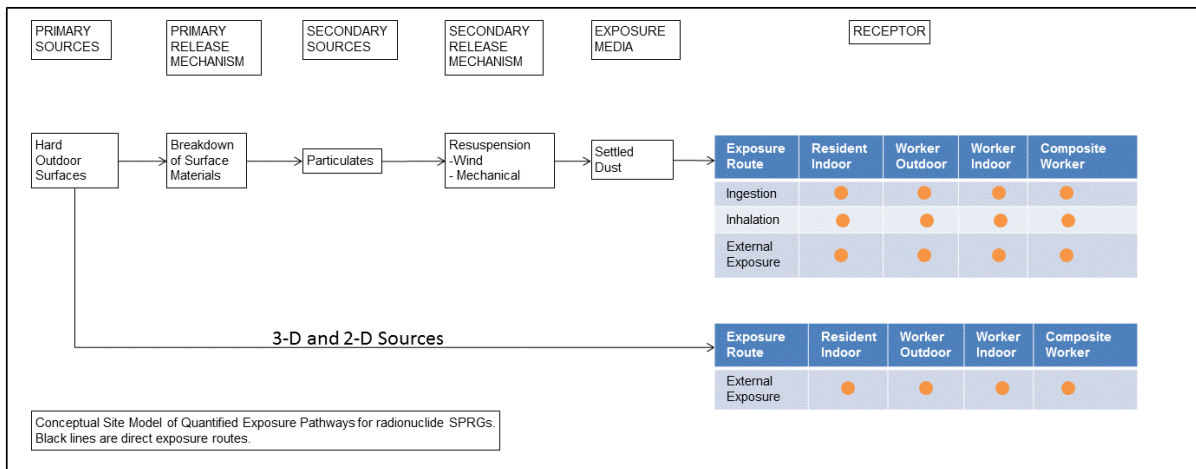 PRIMARY
SOURCES
PRIMARY
RELEASE
MECHANISM
SECONDARY
SOURCES
SECONDARY
RELEASE
MECHANISM
EXPOSURE
MEDIA
RECEPTOR
Hard
Outdoor
Surfaces
Breakdown
of Surface
Materials
Particulates
Resuspension
-Wind
- Mechanical
Settled
Dust
Exposure
Route
Resident
Indoor
Worker
Outdoor
Worker
Indoor
Composite
Worker
Ingestion
Inhalation
External
Exposure
3-D and 2-D Sources
Exposure
Route
Resident
Indoor
Worker
Outdoor
Worker
Indoor
Composite
Worker
External
Exposure
Conceptual Site Model of Quantified Exposure Pathways for radionuclide SPRGs.
Black lines are direct exposure routes.